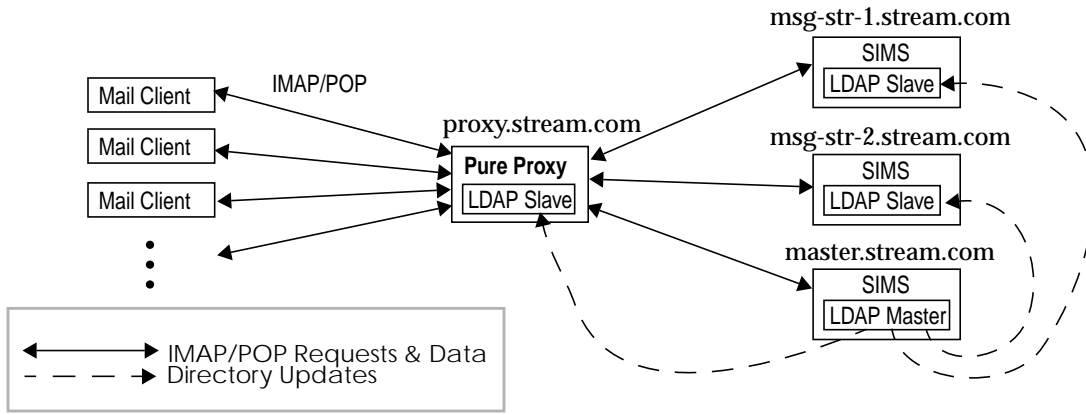 msg-str-1.stream.com
SIMS
LDAP Slave
IMAP/POP
Mail Client
proxy.stream.com
msg-str-2.stream.com
Mail Client
Pure Proxy
SIMS
LDAP Slave
Mail Client
LDAP Slave
master.stream.com
SIMS
LDAP Master
IMAP/POP Requests & Data
Directory Updates